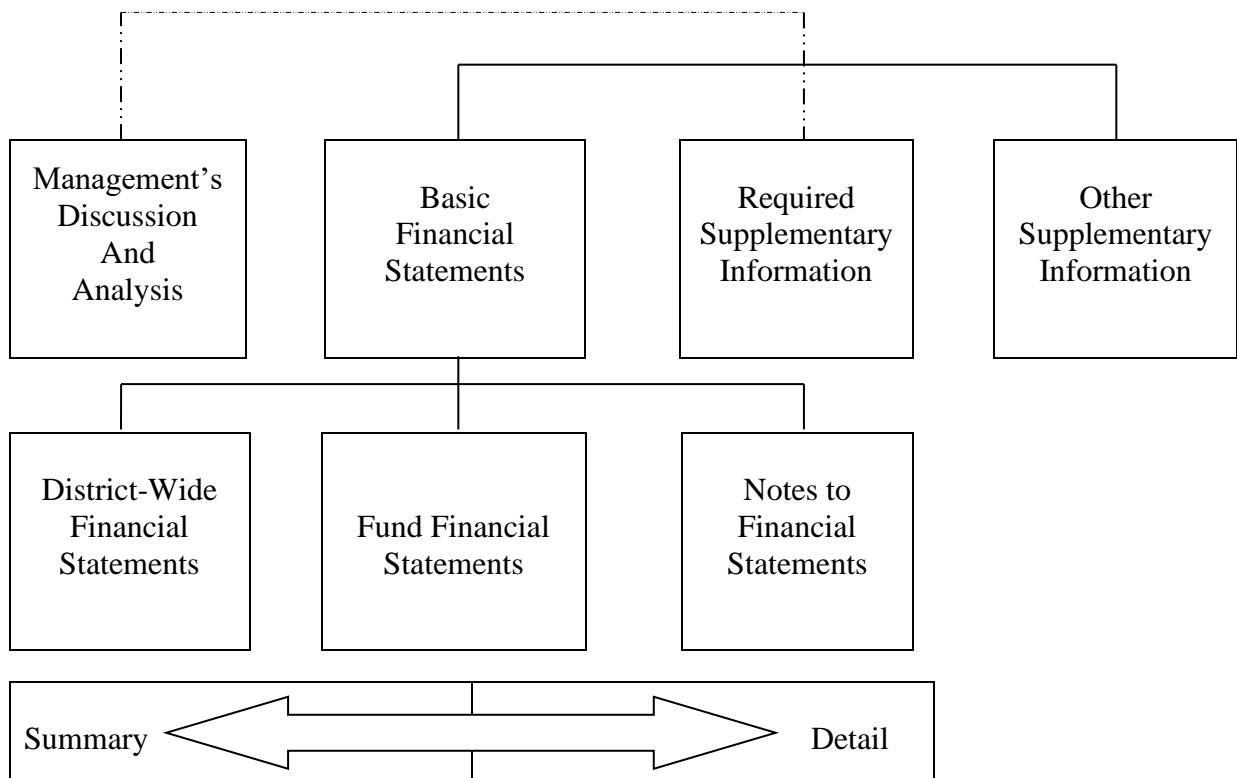 Management’s
Discussion
And
Analysis
Basic
Financial
Statements
Required
Supplementary
Information
Other
Supplementary
Information
District-Wide
Financial
Statements
Fund Financial
Statements
Notes to
Financial
Statements
Summary
Detail